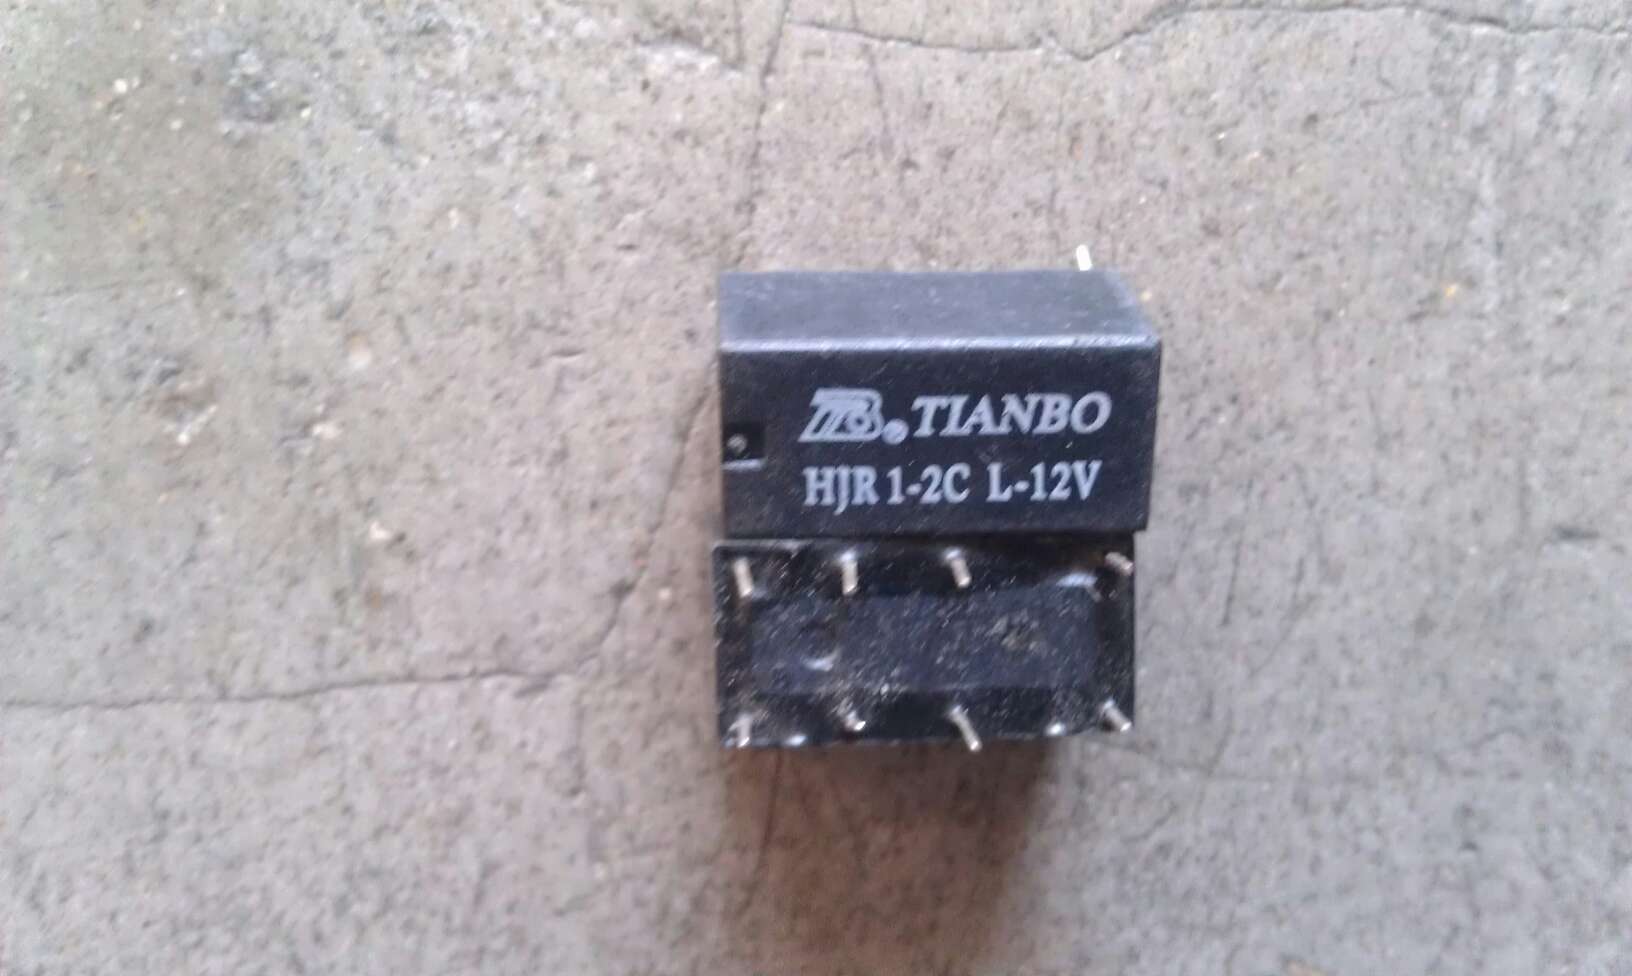 TB® TIANBO
HJR 1-2C L-12V